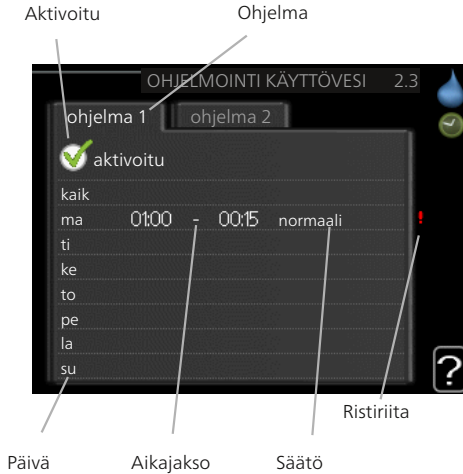 Aktivoitu Ohjelma
OHJELMOINTI KÄYTTÖVESI 2.3
ohjelma 1 ohjelma 2
aktivoitu
kaik
ma 01:00 - 00:15 normaali !
ti
ke
to
pe
la
su
?
Ristiriita
Päivä Aikajakso Säätö